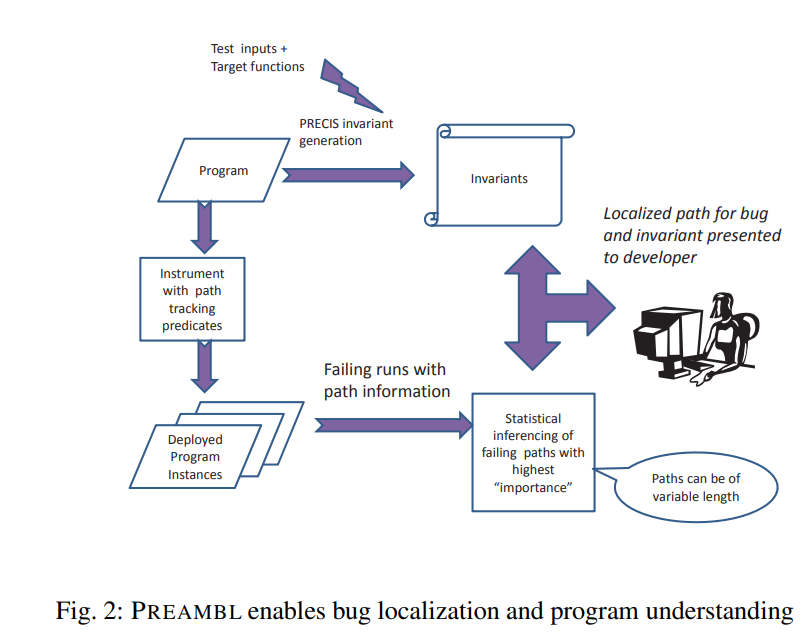 Test inputs +
Target functions
PRECIS invariant
generation
Program
Invariants
Localized path for bug
and invariant presented
to developer
Instrument
with path
tracking
predicates
Failing runs with
path information
Deployed
Program
Instances
Statistical
inferencing of
failing paths with
highest
“importance”
Paths can be of
variable length
Fig. 2: PREAMBL enables bug localization and program understanding